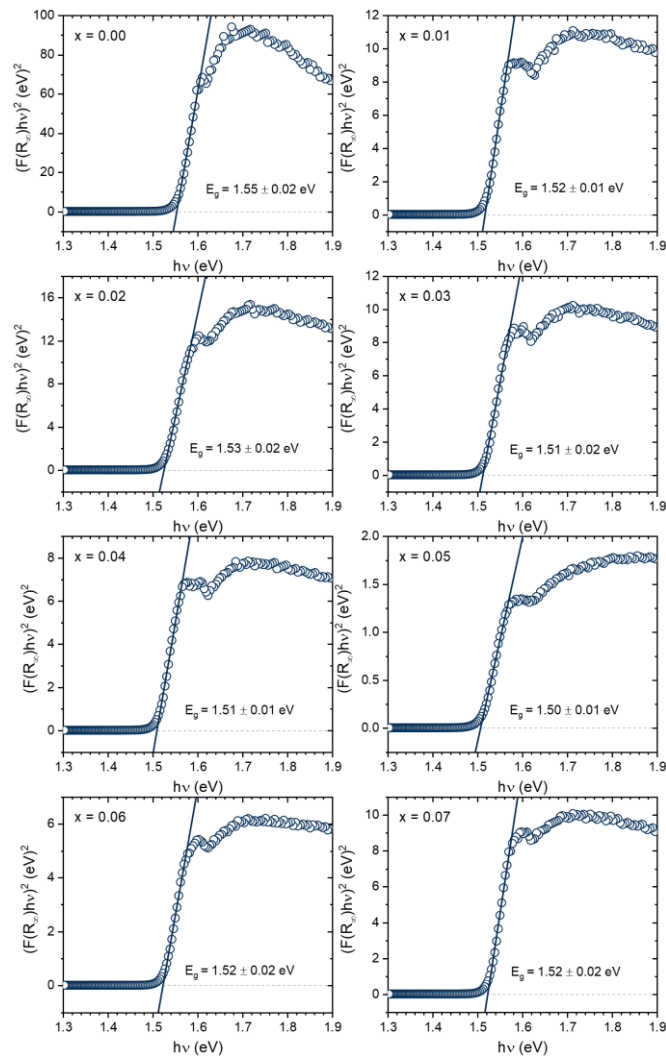 x = 0.00
(F(R∞)hν)² (eV)²
100
80
60
40
20
0
E_g = 1.55 ± 0.02 eV
1.3 1.4 1.5 1.6 1.7 1.8 1.9
hν (eV)
x = 0.01
(F(R∞)hν)² (eV)²
12
10
8
6
4
2
0
E_g = 1.52 ± 0.01 eV
1.3 1.4 1.5 1.6 1.7 1.8 1.9
hν (eV)
x = 0.02
(F(R∞)hν)² (eV)²
16
12
8
4
0
E_g = 1.53 ± 0.02 eV
1.3 1.4 1.5 1.6 1.7 1.8 1.9
hν (eV)
x = 0.03
(F(R∞)hν)² (eV)²
12
10
8
6
4
2
0
E_g = 1.51 ± 0.02 eV
1.3 1.4 1.5 1.6 1.7 1.8 1.9
hν (eV)
x = 0.04
(F(R∞)hν)² (eV)²
8
6
4
2
0
E_g = 1.51 ± 0.01 eV
1.3 1.4 1.5 1.6 1.7 1.8 1.9
hν (eV)
x = 0.05
(F(R∞)hν)² (eV)²
2.0
1.5
1.0
0.5
0.0
E_g = 1.50 ± 0.01 eV
1.3 1.4 1.5 1.6 1.7 1.8 1.9
hν (eV)
x = 0.06
(F(R∞)hν)² (eV)²
6
4
2
0
E_g = 1.52 ± 0.02 eV
1.3 1.4 1.5 1.6 1.7 1.8 1.9
hν (eV)
x = 0.07
(F(R∞)hν)² (eV)²
10
8
6
4
2
0
E_g = 1.52 ± 0.02 eV
1.3 1.4 1.5 1.6 1.7 1.8 1.9
hν (eV)